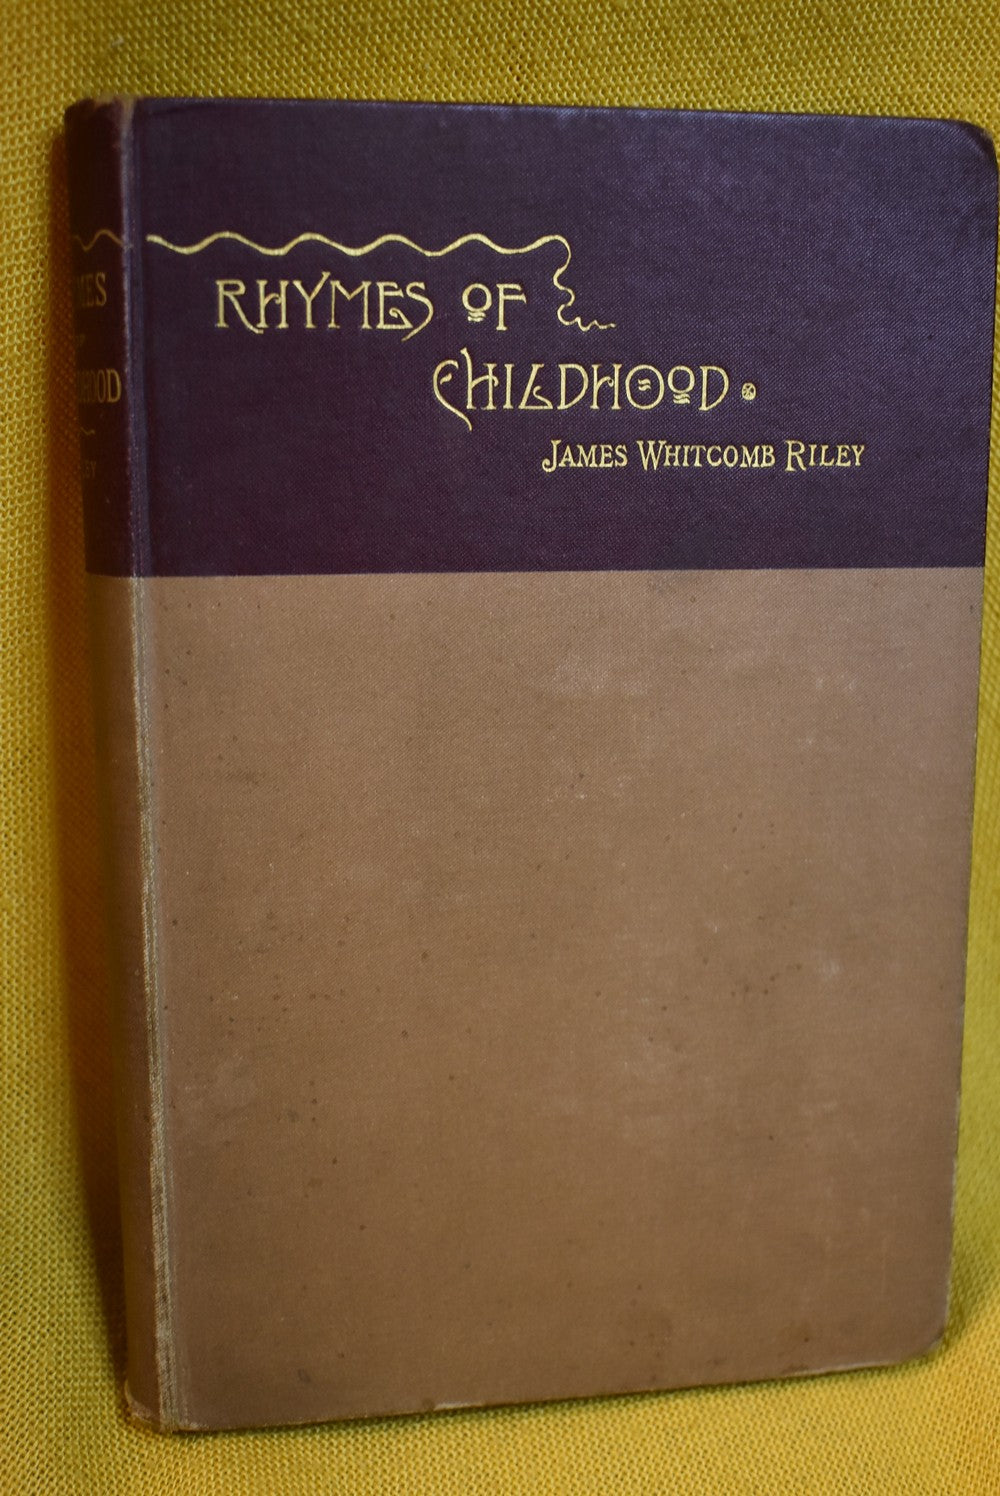 RHYMES OF
CHILDHOOD.
JAMES WHITCOMB RILEY